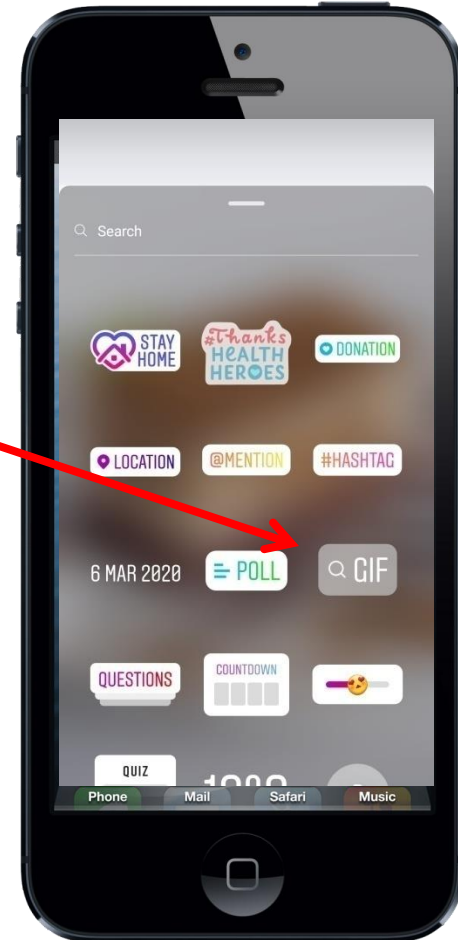 Search
STAY
HOME
#Thanks
HEALTH
HEROES
DONATION
LOCATION
@MENTION
#HASHTAG
6 MAR 2020
POLL
GIF
QUESTIONS
COUNTDOWN
QUIZ
Phone
Mail
Safari
Music